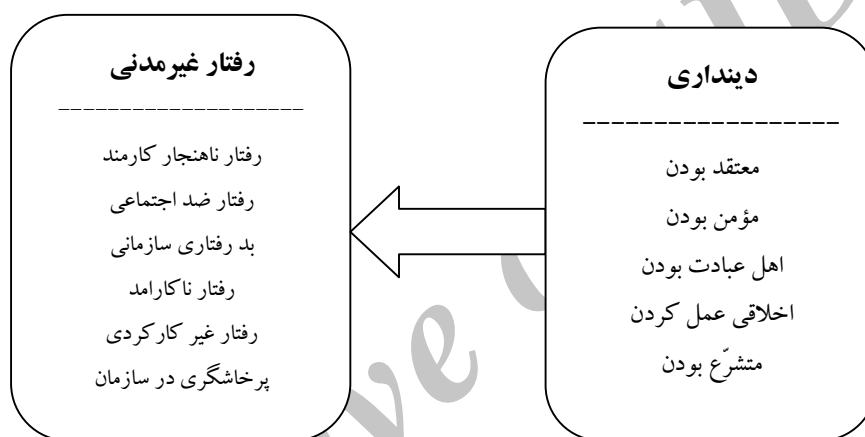 دینداری
معتقد بودن
مؤمن بودن
اهل عبادت بودن
اخلاقی عمل کردن
متشرّع بودن
رفتار غیرمدنی
رفتار ناهنجار کارمند
رفتار ضد اجتماعی
بد رفتاری سازمانی
رفتار ناکارامد
رفتار غیر کارکردی
پرخاشگری در سازمان